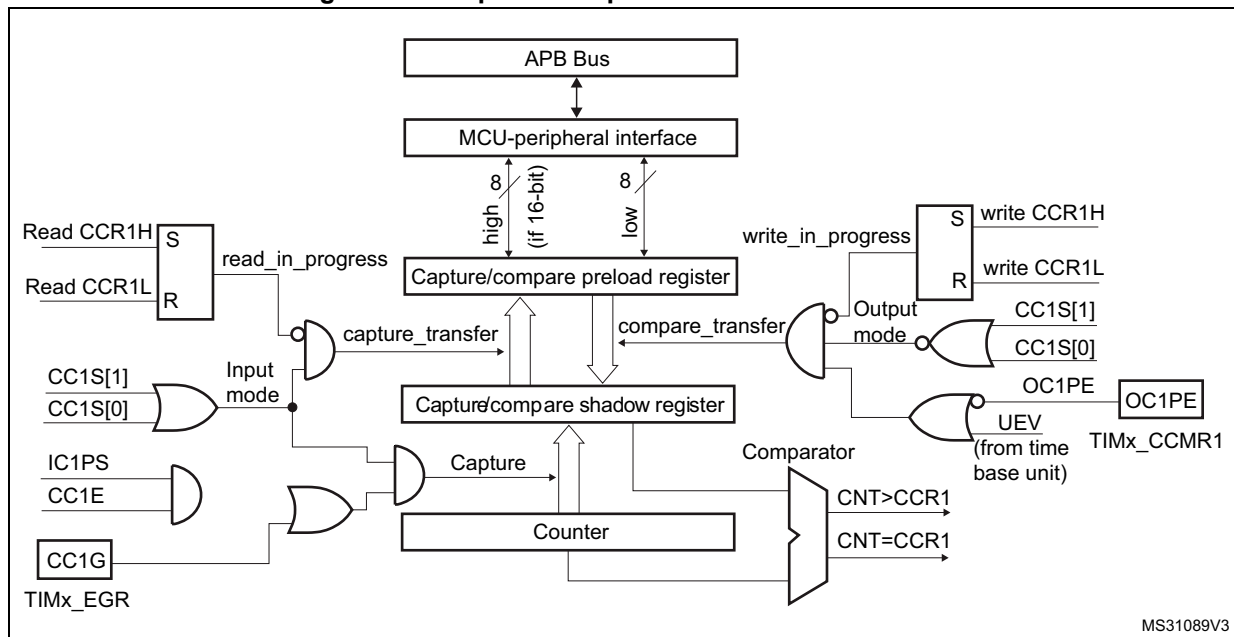 APB Bus
MCU-peripheral interface
8
high
(if 16-bit)
8
low
Read CCR1H
S
read_in_progress
Read CCR1L
R
write_in_progress
S
write CCR1H
R
write CCR1L
Capture/compare preload register
capture_transfer
compare_transfer
Output
mode
CC1S[1]
CC1S[0]
CC1S[1]
CC1S[0]
Input
mode
Capture/compare shadow register
OC1PE
OC1PE
UEV
(from time
base unit)
TIMx_CCMR1
IC1PS
CC1E
Capture
Comparator
CNT>CCR1
CNT=CCR1
Counter
CC1G
TIMx_EGR
MS31089V3